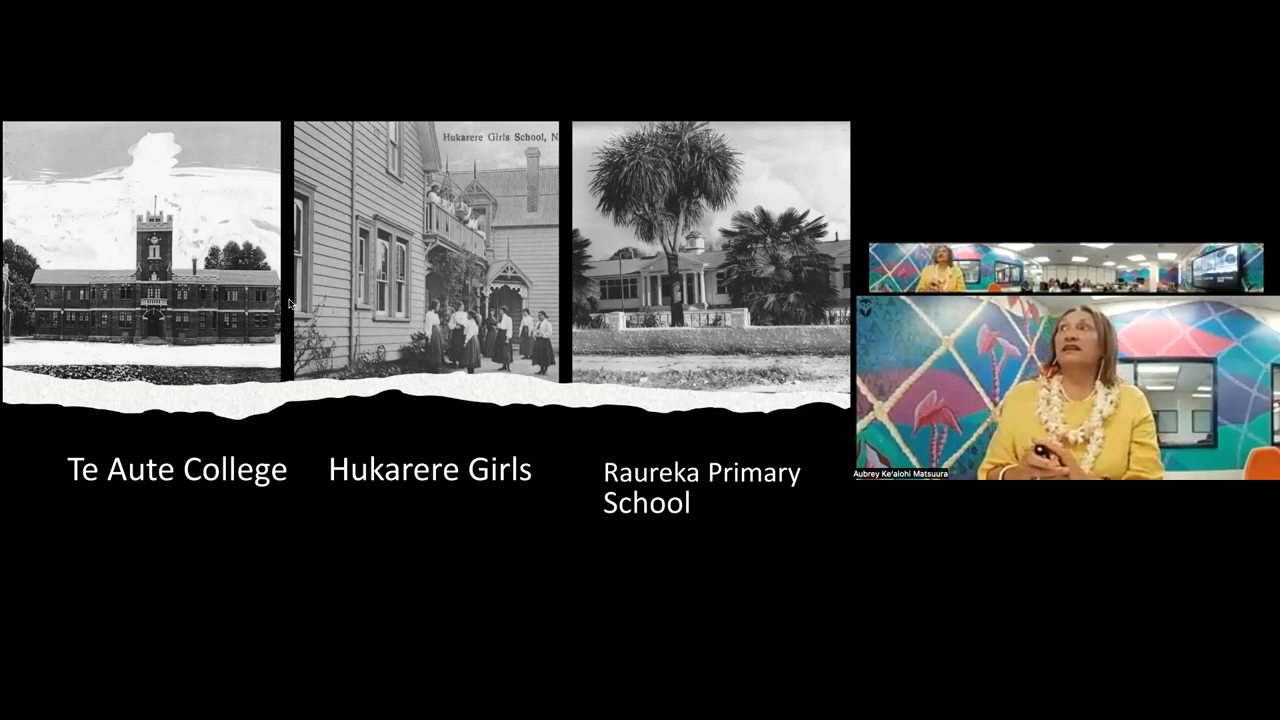 Hukarere Girls School, N
Te Aute College
Hukarere Girls
Raureka Primary
School
Aubrey Ke'alohi Matsuura